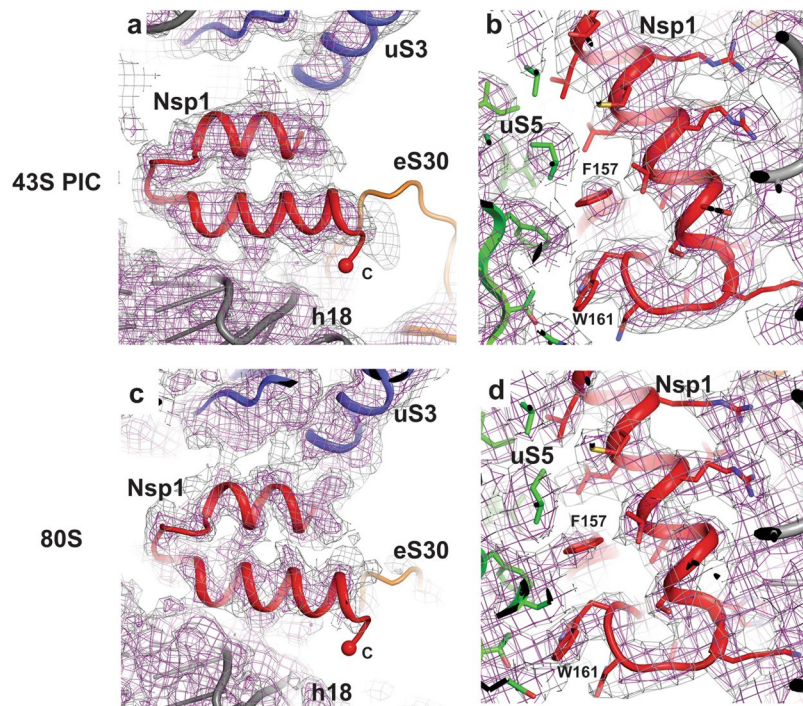 a
uS3
Nsp1
eS30
43S PIC
C
h18
b
Nsp1
uS5
F157
W161
c
uS3
Nsp1
eS30
80S
C
h18
d
Nsp1
uS5
F157
W161